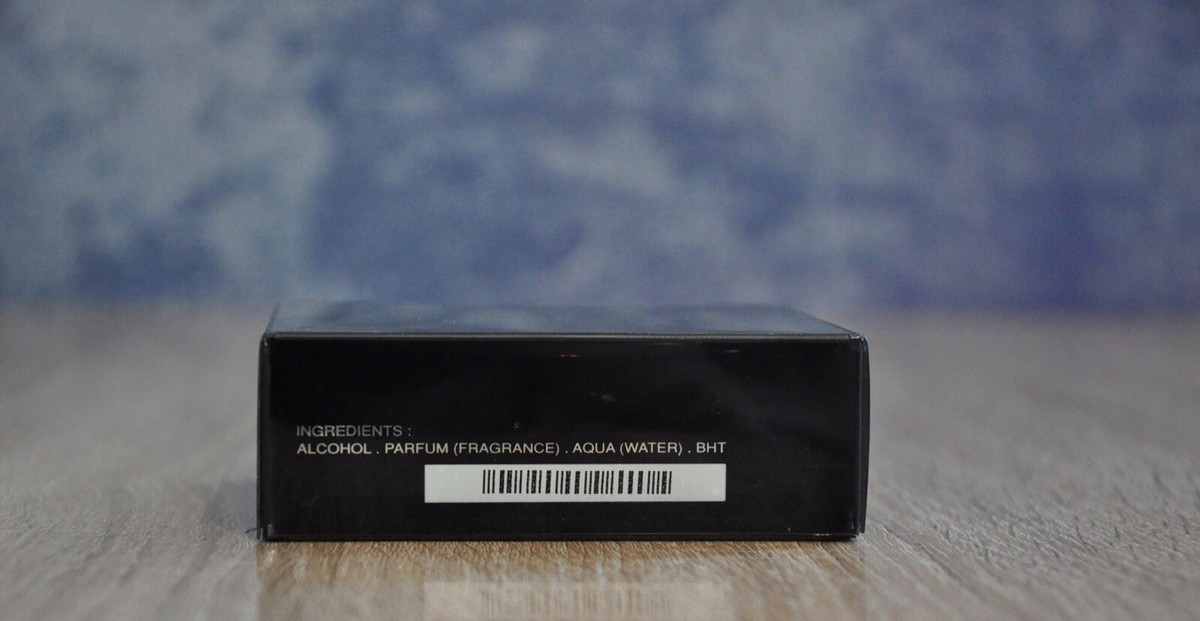 INGREDIENTS :
ALCOHOL . PARFUM (FRAGRANCE) . AQUA (WATER) . BHT